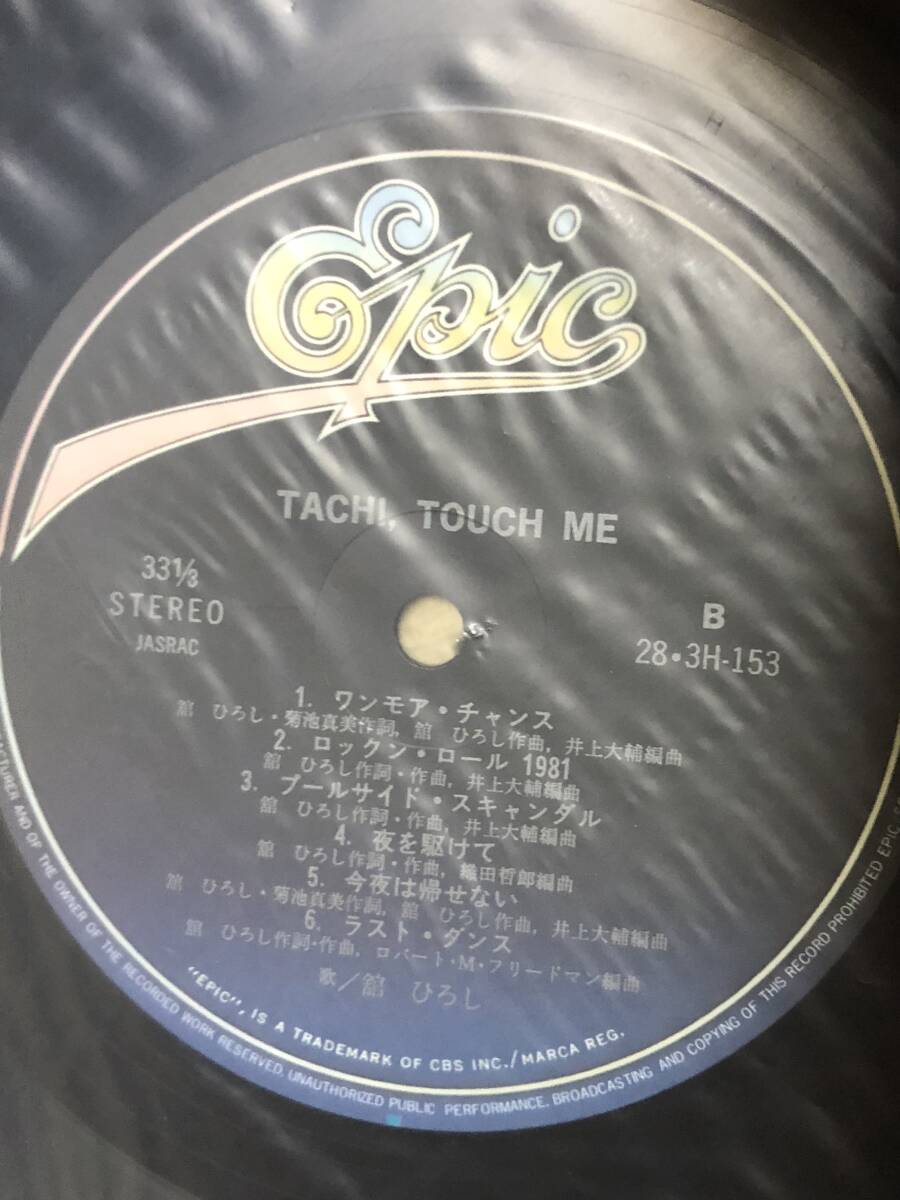 Epic
TACHI, TOUCH ME
33⅓
STEREO
JASRAC
B
28・3H-153
1. ワンモア・チャンス
舘 ひろし・菊池真美作詞, 舘 ひろし作曲, 井上大輔編曲
2. ロックン・ロール 1981
舘 ひろし作詞・作曲, 井上大輔編曲
3. プールサイド・スキャンダル
舘 ひろし作詞・作曲, 井上大輔編曲
4. 夜を駆けて
舘 ひろし作詞・作曲, 織田哲郎編曲
5. 今夜は帰せない
舘 ひろし・菊池真美作詞, 舘 ひろし作曲, 井上大輔編曲
6. ラスト・ダンス
舘 ひろし作詞・作曲, ロバート・M・フリードマン編曲
歌／舘 ひろし
"EPIC", IS A TRADEMARK OF CBS INC./MARCA REG.
AND OF THE OWNER OF THE RECORDED WORK RESERVED. UNAUTHORIZED PUBLIC PERFORMANCE. BROADCASTING AND COPYING OF THIS RECORD PROHIBITED EPIC